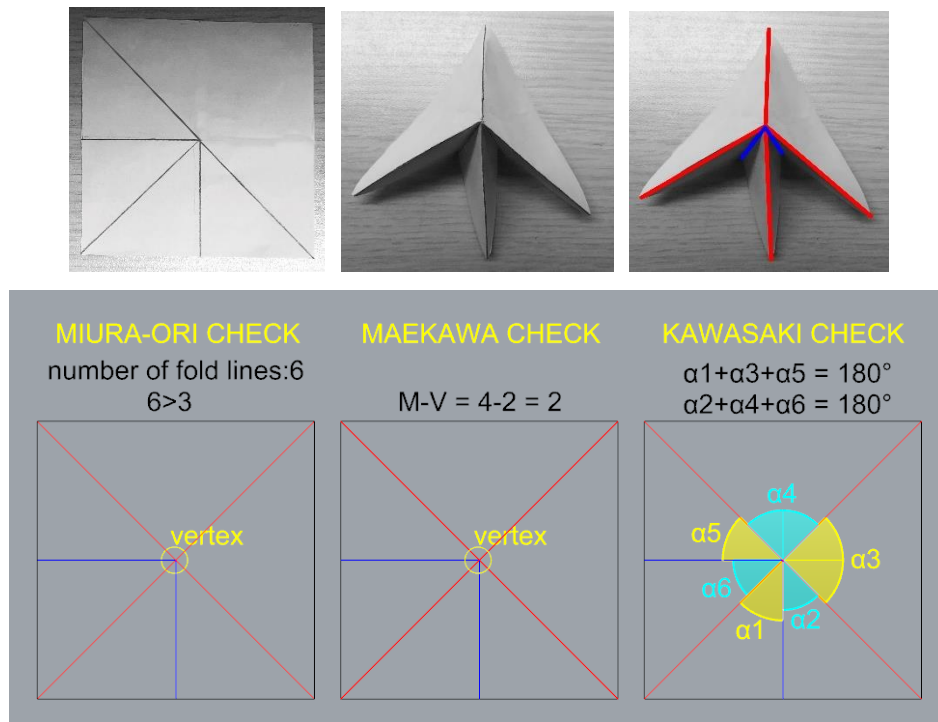 MIURA-ORI CHECK
number of fold lines:6
6>3
vertex
MAEKAWA CHECK
M-V = 4-2 = 2
vertex
KAWASAKI CHECK
α1+α3+α5 = 180°
α2+α4+α6 = 180°
α4
α5
α3
α6
α1
α2